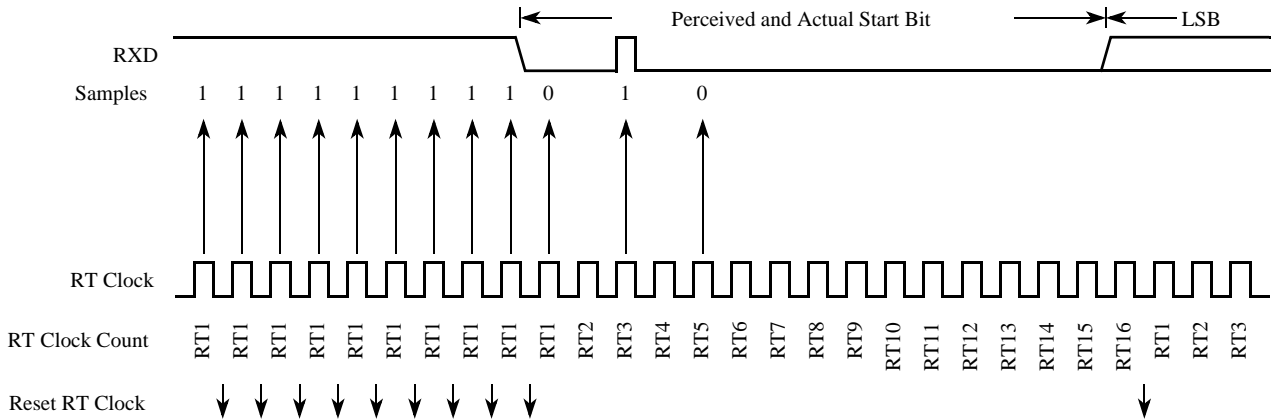 Perceived and Actual Start Bit LSB
RXD
Samples 1 1 1 1 1 1 1 1 1 0 1 0
RT Clock
RT Clock Count RT1 RT1 RT1 RT1 RT1 RT1 RT1 RT1 RT1 RT1 RT2 RT3 RT4 RT5 RT6 RT7 RT8 RT9 RT10 RT11 RT12 RT13 RT14 RT15 RT16 RT1 RT2 RT3
Reset RT Clock